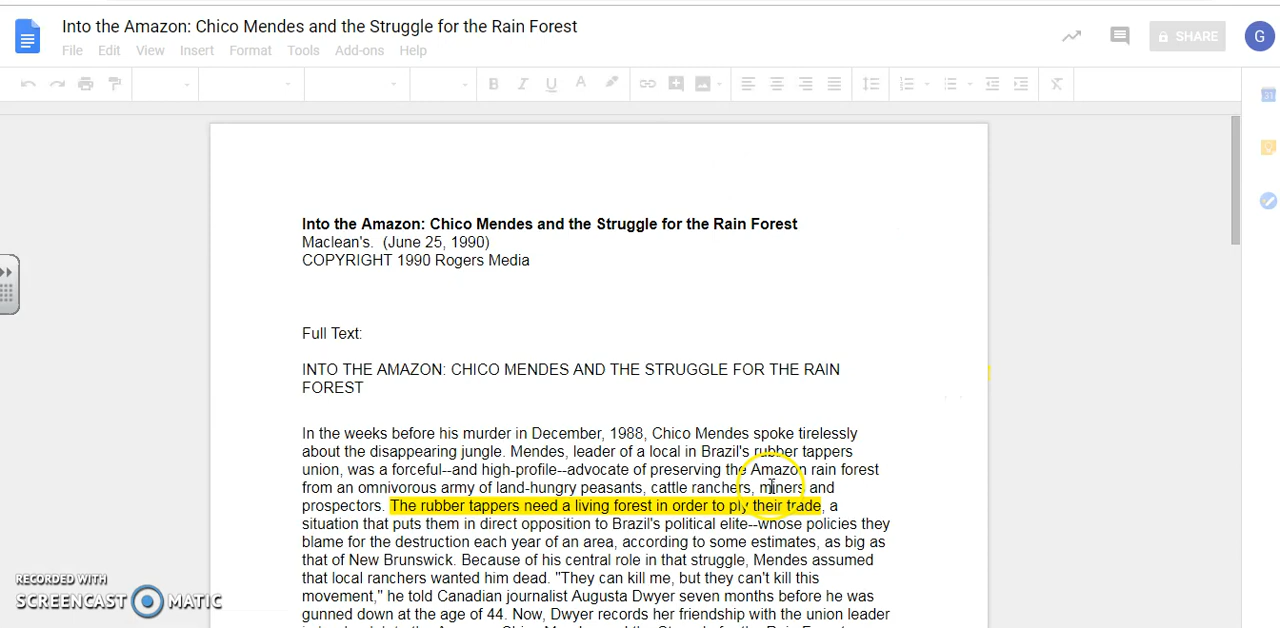 Into the Amazon: Chico Mendes and the Struggle for the Rain Forest
File Edit View Insert Format Tools Add-ons Help
SHARE
G
B I U A
31
Into the Amazon: Chico Mendes and the Struggle for the Rain Forest
Maclean's.  (June 25, 1990)
COPYRIGHT 1990 Rogers Media
Full Text:
INTO THE AMAZON: CHICO MENDES AND THE STRUGGLE FOR THE RAIN
FOREST
In the weeks before his murder in December, 1988, Chico Mendes spoke tirelessly
about the disappearing jungle. Mendes, leader of a local in Brazil's rubber tappers
union, was a forceful--and high-profile--advocate of preserving the Amazon rain forest
from an omnivorous army of land-hungry peasants, cattle ranchers, miners and
prospectors. The rubber tappers need a living forest in order to ply their trade, a
situation that puts them in direct opposition to Brazil's political elite--whose policies they
blame for the destruction each year of an area, according to some estimates, as big as
that of New Brunswick. Because of his central role in that struggle, Mendes assumed
that local ranchers wanted him dead. "They can kill me, but they can't kill this
movement," he told Canadian journalist Augusta Dwyer seven months before he was
gunned down at the age of 44. Now, Dwyer records her friendship with the union leader
RECORDED WITH
SCREENCAST MATIC